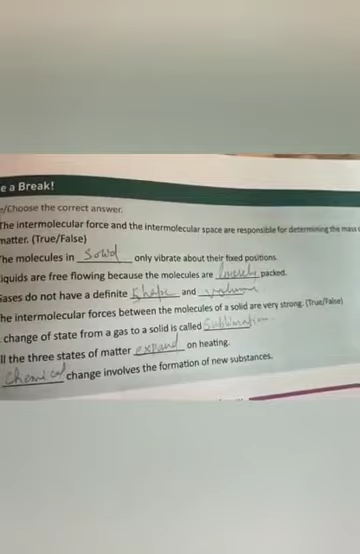 e a Break!
/Choose the correct answer.
The intermolecular force and the intermolecular space are responsible for determining the mass
matter. (True/False)
The molecules in solid only vibrate about their fixed positions.
iquids are free flowing because the molecules are loosely packed.
Gases do not have a definite shape and volume
he intermolecular forces between the molecules of a solid are very strong. (True/False)
change of state from a gas to a solid is called Sublimation.
ll the three states of matter expand on heating.
Chemical change involves the formation of new substances.